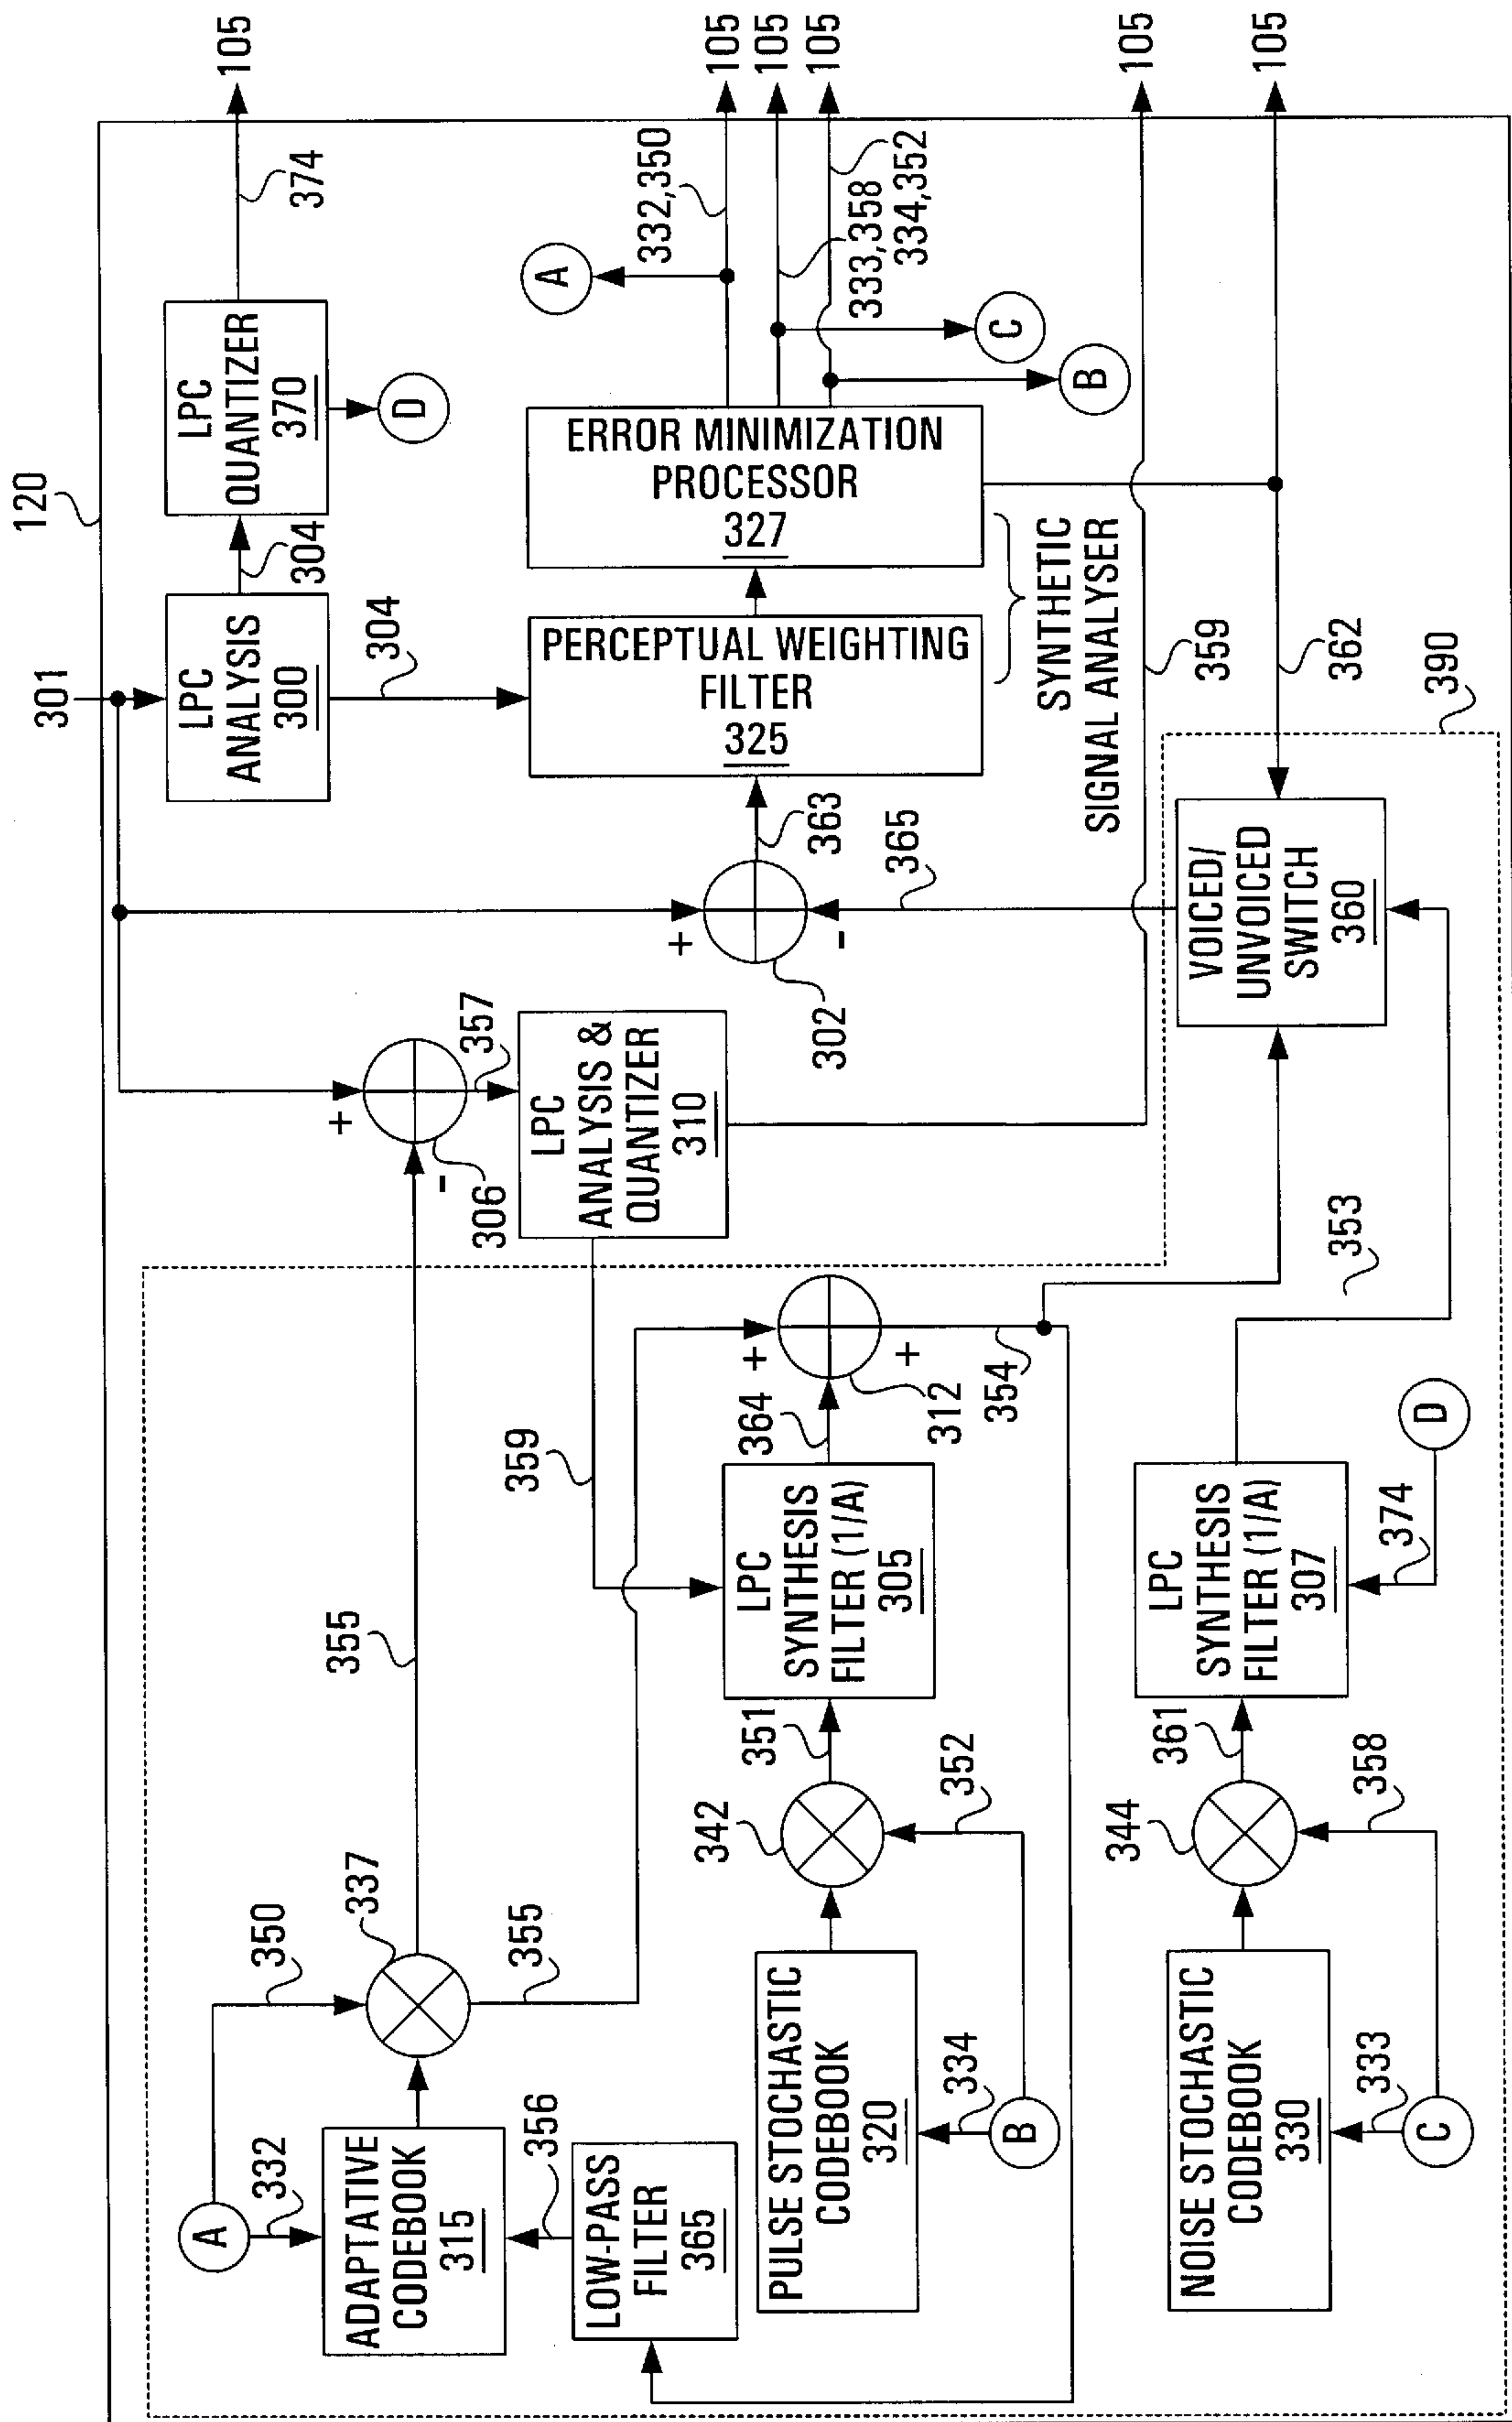 120
301
LPC
ANALYSIS
300
304
LPC
QUANTIZER
370
374
105
D
304
A
332,350
105
105
105
333,358
334,352
C
B
355
+
-
306
357
LPC
ANALYSIS &
QUANTIZER
310
+
-
302
363
365
PERCEPTUAL WEIGHTING
FILTER
325
ERROR MINIMIZATION
PROCESSOR
327
SYNTHETIC
SIGNAL ANALYSER
359
105
362
105
390
A
332
350
337
355
ADAPTATIVE
CODEBOOK
315
356
LOW-PASS
FILTER
365
359
PULSE STOCHASTIC
CODEBOOK
320
334
B
342
351
352
LPC
SYNTHESIS
FILTER (1/A)
305
364
+
+
312
354
VOICED/
UNVOICED
SWITCH
360
NOISE STOCHASTIC
CODEBOOK
330
333
C
344
361
358
LPC
SYNTHESIS
FILTER (1/A)
307
374
D
353